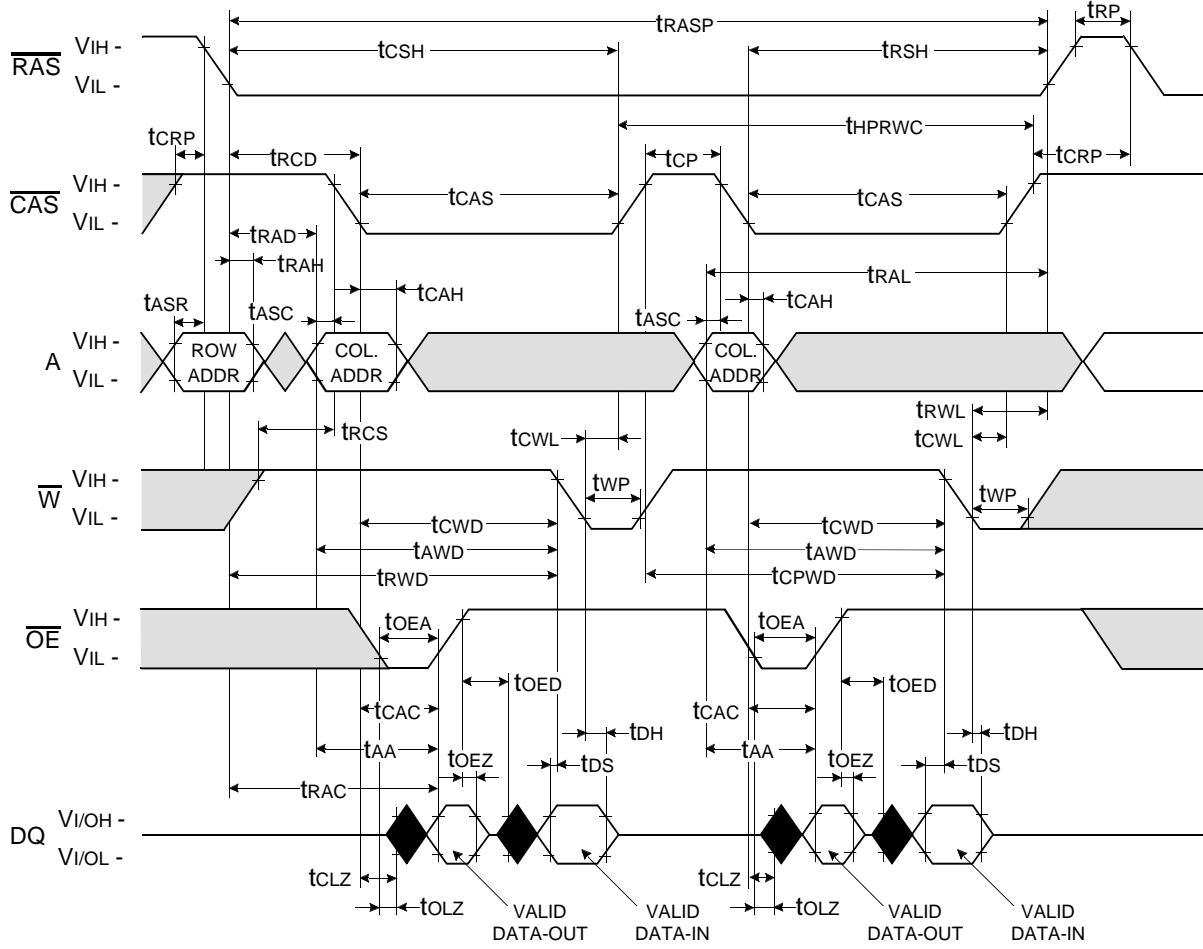 tRASP
tRP
tCSH
tRSH
RAS
VIH -
VIL -
tHPRWC
tCRP
tRCD
tCP
tCRP
CAS
VIH -
VIL -
tCAS
tCAS
tRAD
tRAH
tRAL
tASR
tASC
tCAH
tASC
tCAH
A
VIH -
VIL -
ROW
ADDR
COL.
ADDR
COL.
ADDR
tRWL
tRCS
tCWL
tCWL
W
VIH -
VIL -
tWP
tWP
tCWD
tCWD
tAWD
tAWD
tRWD
tCPWD
OE
VIH -
VIL -
tOEA
tOEA
tOED
tOED
tCAC
tCAC
tDH
tDH
tAA
tOEZ
tDS
tAA
tOEZ
tDS
tRAC
DQ
VI/OH -
VI/OL -
tCLZ
tCLZ
tOLZ
tOLZ
VALID
DATA-OUT
VALID
DATA-IN
VALID
DATA-OUT
VALID
DATA-IN